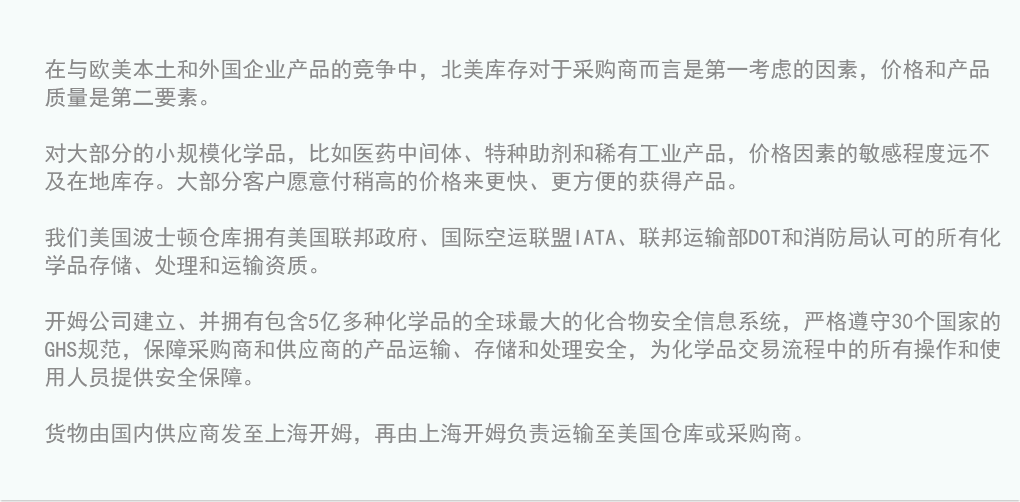 在与欧美本土和外国企业产品的竞争中，北美库存对于采购商而言是第一考虑的因素，价格和产品
质量是第二要素。
对大部分的小规模化学品，比如医药中间体、特种助剂和稀有工业产品，价格因素的敏感程度远不
及在地库存。大部分客户愿意付稍高的价格来更快、更方便的获得产品。
我们美国波士顿仓库拥有美国联邦政府、国际空运联盟IATA、联邦运输部DOT和消防局认可的所有化
学品存储、处理和运输资质。
开姆公司建立、并拥有包含5亿多种化学品的全球最大的化合物安全信息系统，严格遵守30个国家的
GHS规范，保障采购商和供应商的产品运输、存储和处理安全，为化学品交易流程中的所有操作和使
用人员提供安全保障。
货物由国内供应商发至上海开姆，再由上海开姆负责运输至美国仓库或采购商。